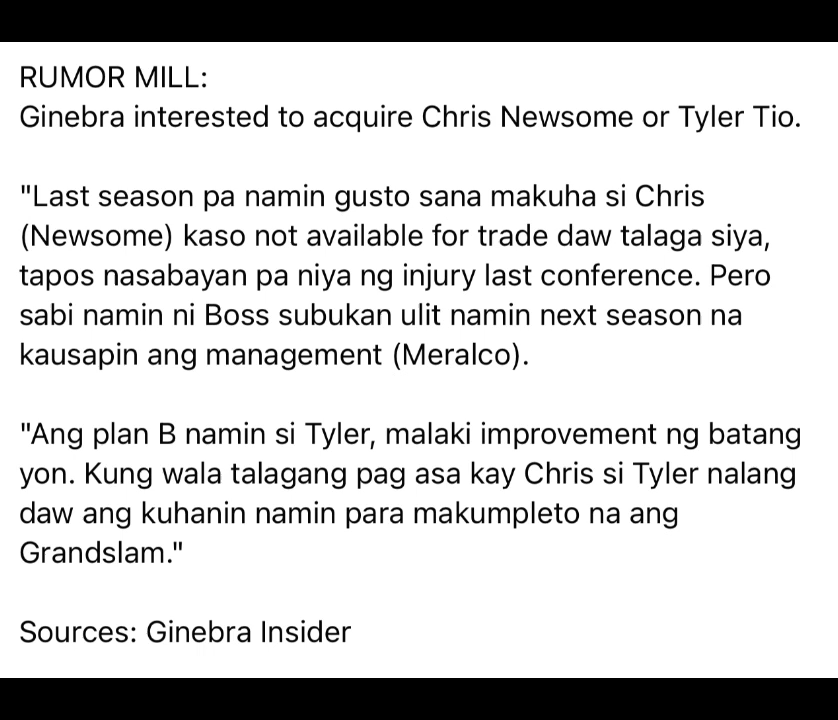 RUMOR MILL:
Ginebra interested to acquire Chris Newsome or Tyler Tio.
"Last season pa namin gusto sana makuha si Chris
(Newsome) kaso not available for trade daw talaga siya,
tapos nasabayan pa niya ng injury last conference. Pero
sabi namin ni Boss subukan ulit namin next season na
kausapin ang management (Meralco).
"Ang plan B namin si Tyler, malaki improvement ng batang
yon. Kung wala talagang pag asa kay Chris si Tyler nalang
daw ang kuhanin namin para makumpleto na ang
Grandslam."
Sources: Ginebra Insider